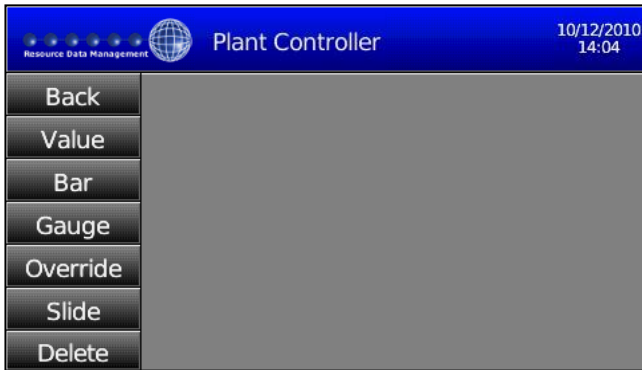 Resource Data Management
Plant Controller
10/12/2010
14:04
Back
Value
Bar
Gauge
Override
Slide
Delete